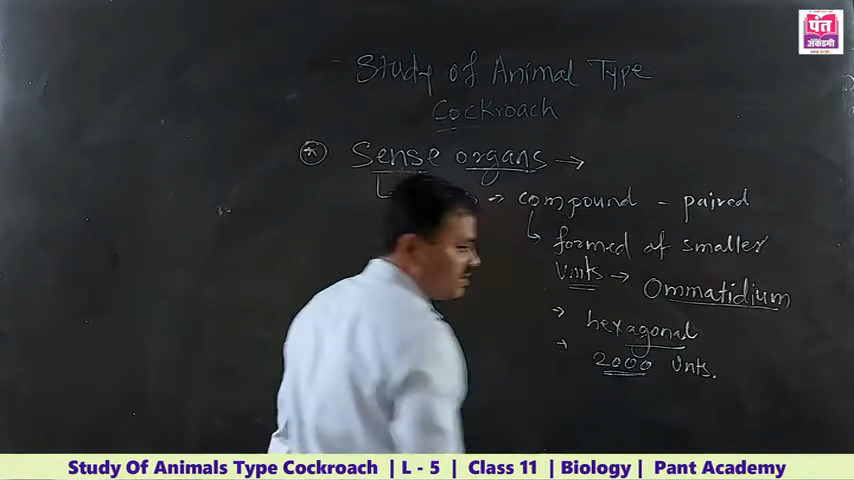 पंत
अ‍ॅकॅडमी
Study of Animal Type
Cockroach
Sense organs →
→ compound - paired
formed of smaller
Units → Ommatidium
→ hexagonal
→ 2000 Units.
Study Of Animals Type Cockroach | L - 5 | Class 11 | Biology | Pant Academy